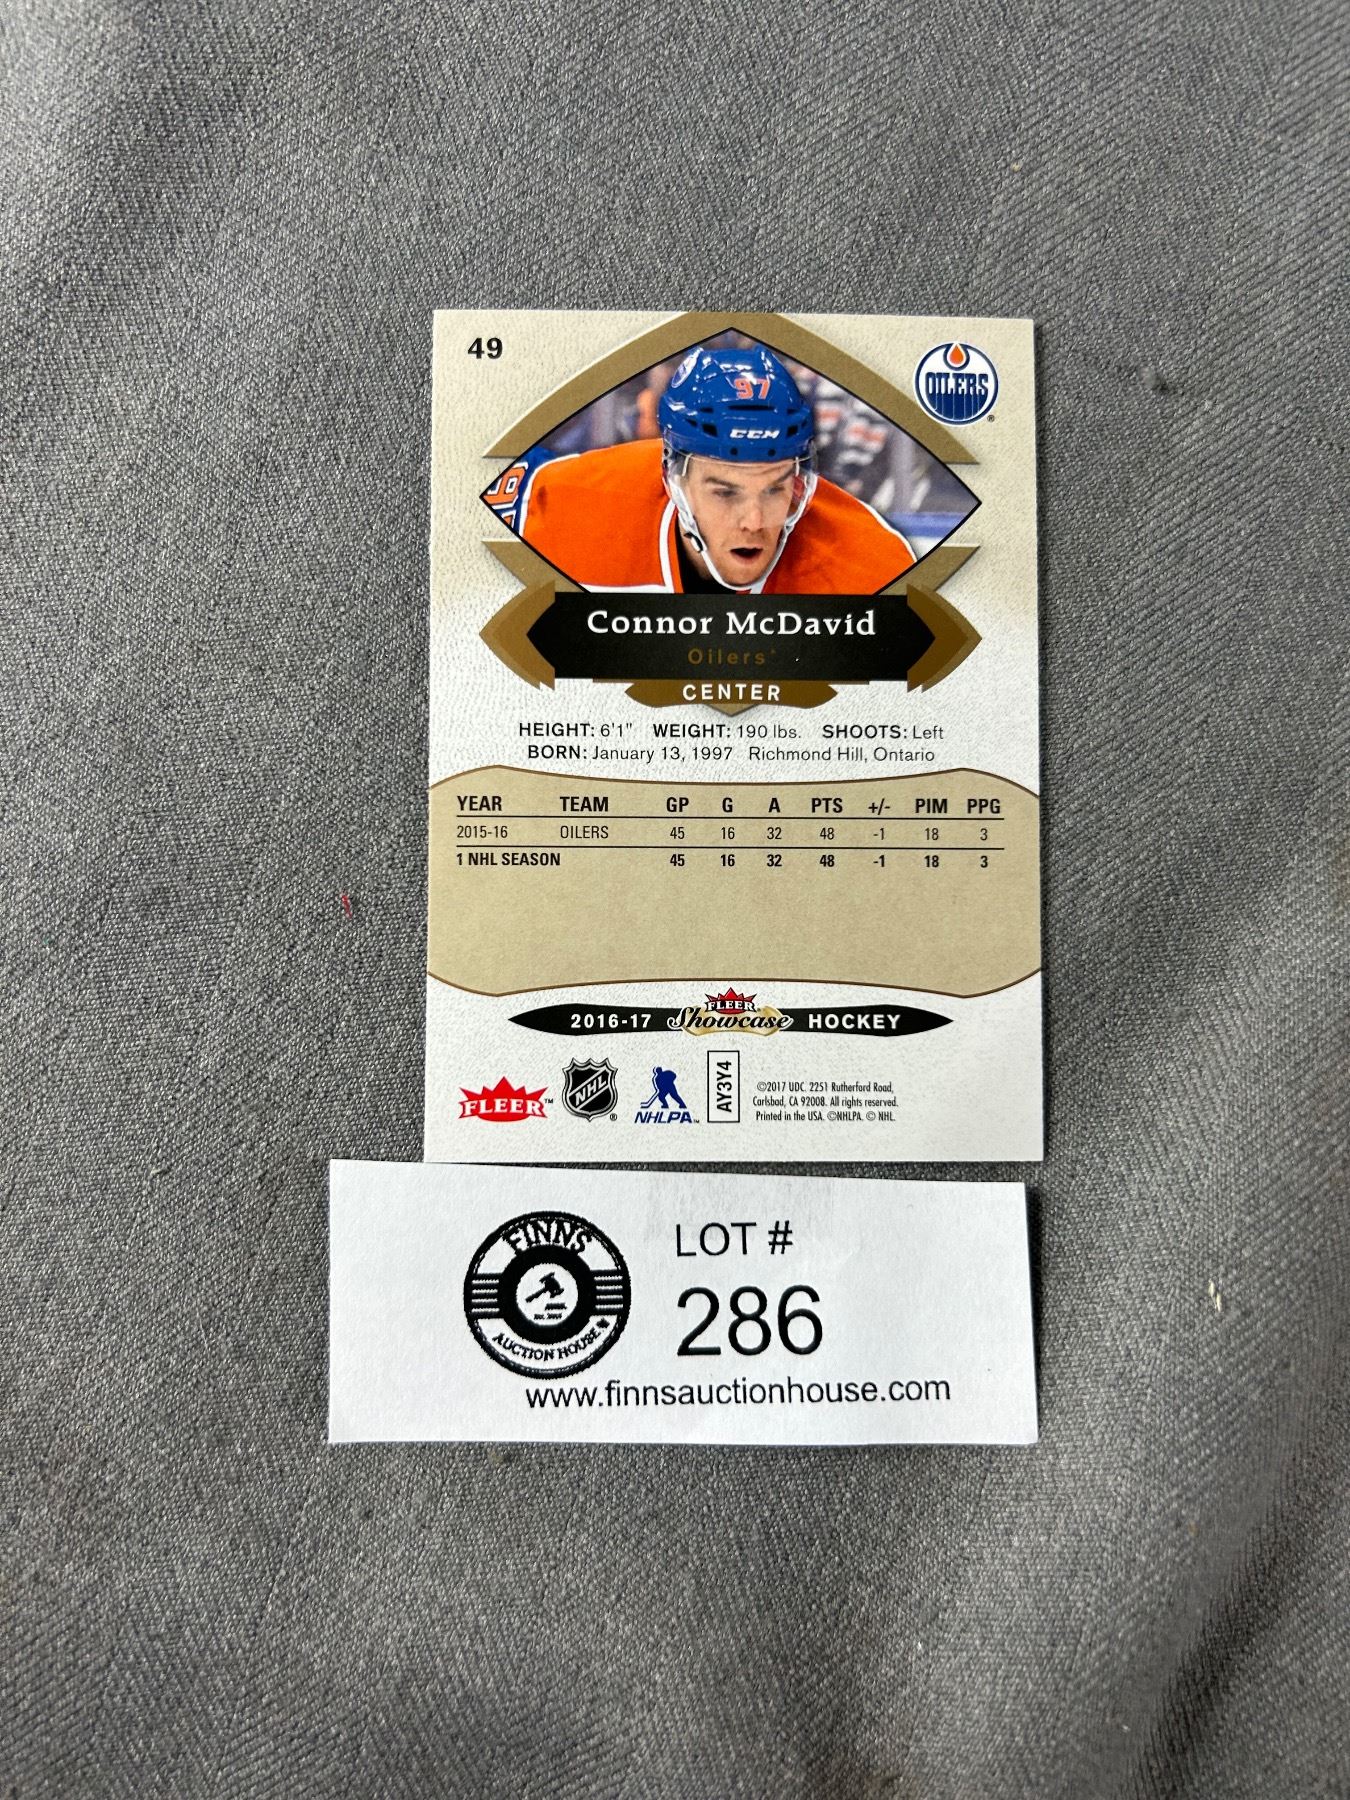 49
OILERS
97
CCM
Connor McDavid
Oilers
CENTER
HEIGHT: 6'1" WEIGHT: 190 lbs. SHOOTS: Left
BORN: January 13, 1997 Richmond Hill, Ontario
YEAR TEAM GP G A PTS +/- PIM PPG
2015-16 OILERS 45 16 32 48 -1 18 3
1 NHL SEASON 45 16 32 48 -1 18 3
2016-17 FLEER Showcase HOCKEY
FLEER™ NHL® NHLPA™ AY3Y4
©2017 UDC. 2251 Rutherford Road,
Carlsbad, CA 92008. All rights reserved.
Printed in the USA. ©NHLPA. © NHL.
FINNS
AUCTION HOUSE
LOT #
286
www.finnsauctionhouse.com